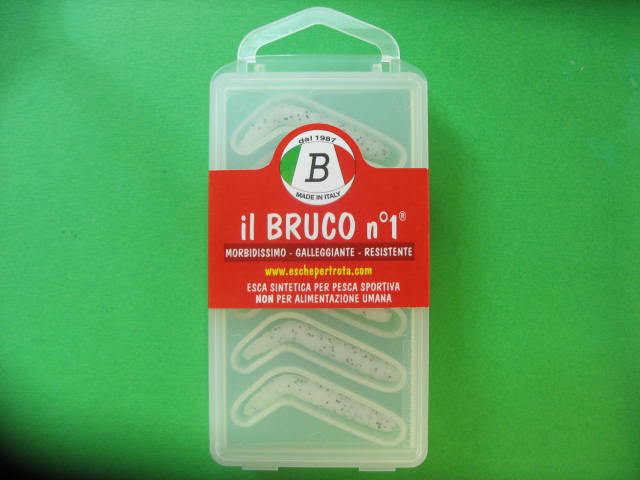 dal 1987
B
MADE IN ITALY
il BRUCO n°1®
MORBIDISSIMO - GALLEGGIANTE - RESISTENTE
www.eschepertrota.com
ESCA SINTETICA PER PESCA SPORTIVA
NON PER ALIMENTAZIONE UMANA